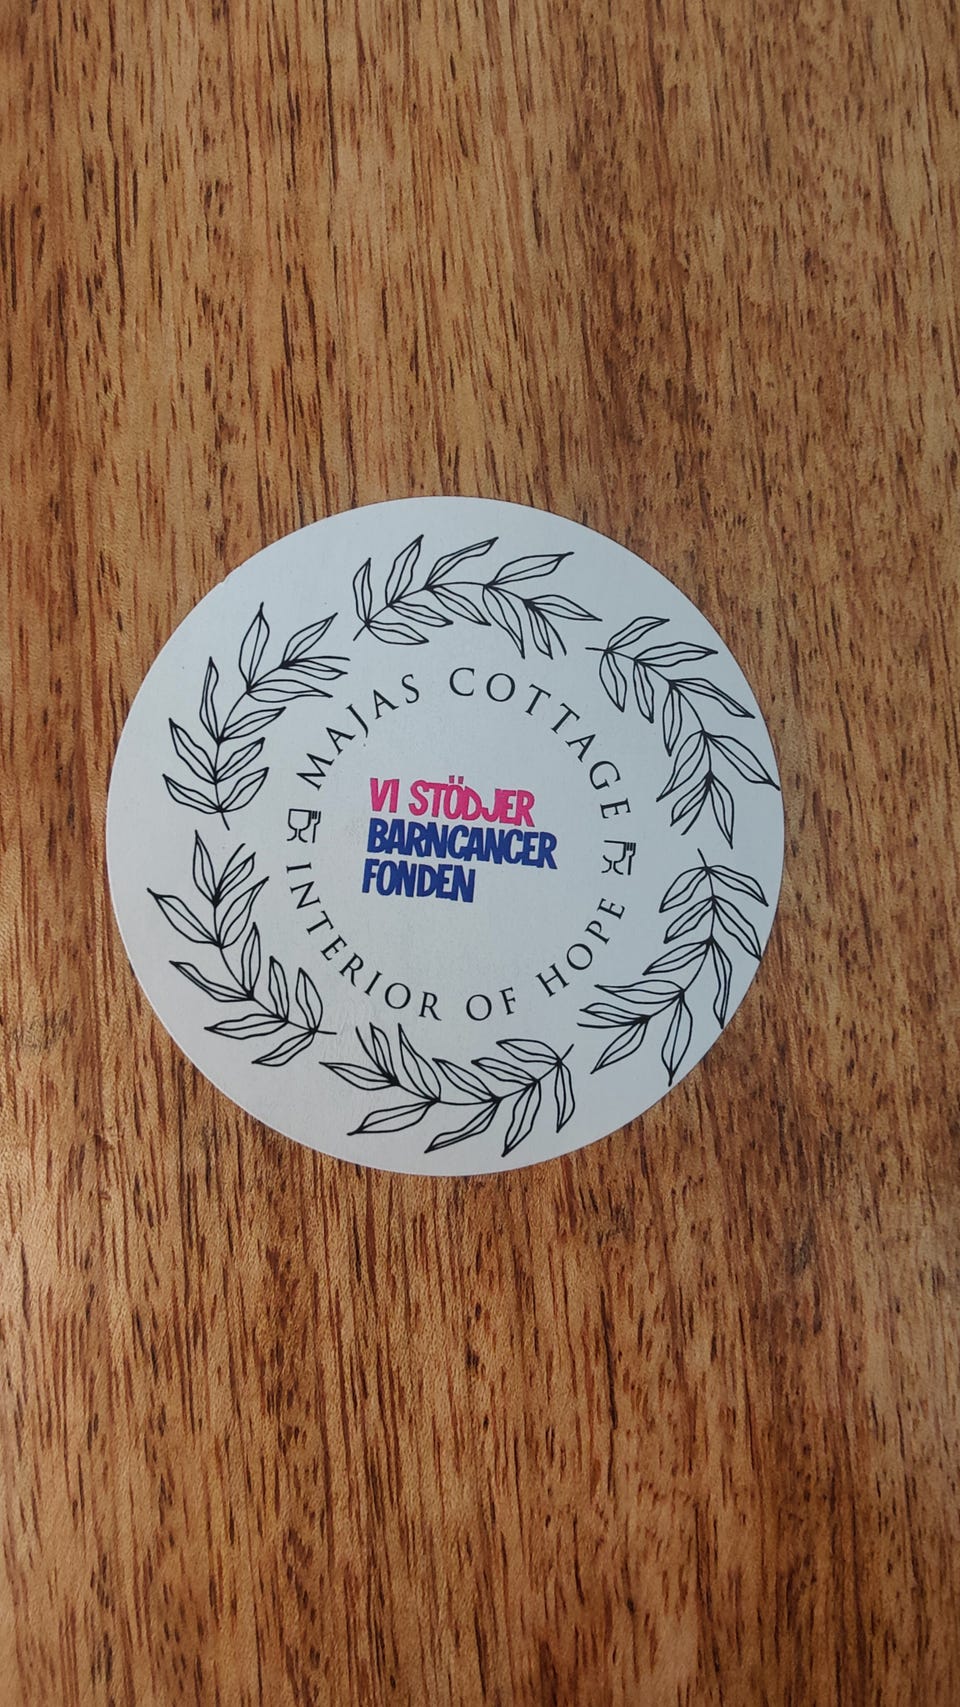 MAJAS COTTAGE
VI STÖDJER
BARNCANCER
FONDEN
INTERIOR OF HOPE